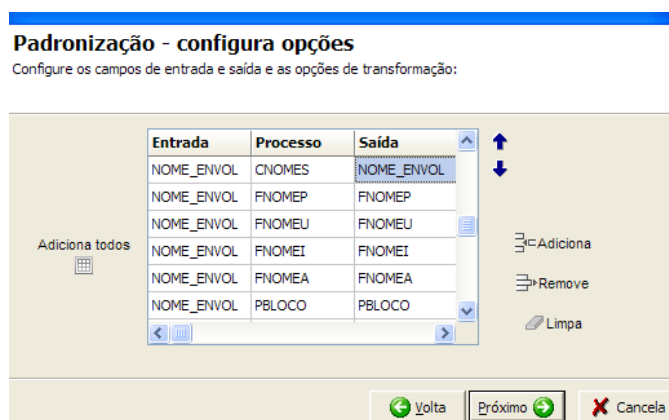 Padronização - configura opções
Configure os campos de entrada e saída e as opções de transformação:
Entrada Processo Saída
NOME_ENVOL CNOMES NOME_ENVOL
NOME_ENVOL FNOMEP FNOMEP
NOME_ENVOL FNOMEU FNOMEU
NOME_ENVOL FNOMEI FNOMEI
NOME_ENVOL FNOMEA FNOMEA
NOME_ENVOL PBLOCO PBLOCO
Adiciona todos
Adiciona
Remove
Limpa
Volta Próximo Cancela